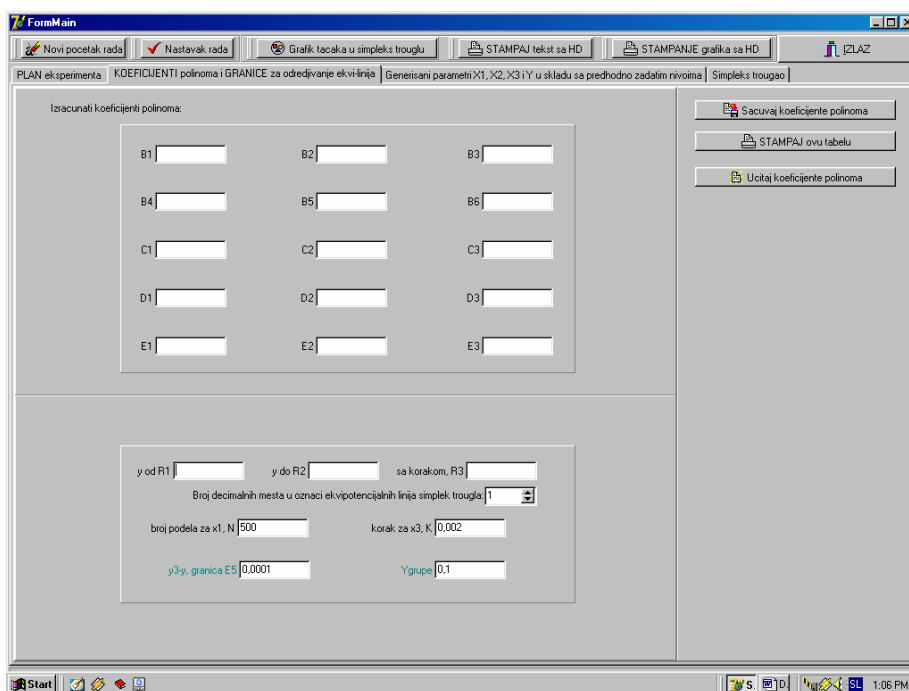 FormMain
Novi pocetak rada Nastavak rada Grafik tacaka u simpleks trouglu STAMPAJ tekst sa HD STAMPANJE grafika sa HD IZLAZ
PLAN eksperimenta KOEFICIJENTI polinoma i GRANICE za odredjivanje ekvi-linija Generisani parametri X1, X2, X3 i Y u skladu sa predhodno zadatim nivoima Simpleks trougao
Izracunati koeficijenti polinoma:
Sacuvaj koeficijente polinoma
STAMPAJ ovu tabelu
Ucitaj koeficijente polinoma
B1 B2 B3
B4 B5 B6
C1 C2 C3
D1 D2 D3
E1 E2 E3
y od R1 y do R2 sa korakom, R3
Broj decimalnih mesta u oznaci ekvipotencijalnih linija simplek trougla: 1
broj podela za x1, N 500 korak za x3, K 0,002
y3-y, granica E5 0,0001 Ygrupe 0,1
Start S. D. SL 1:06 PM